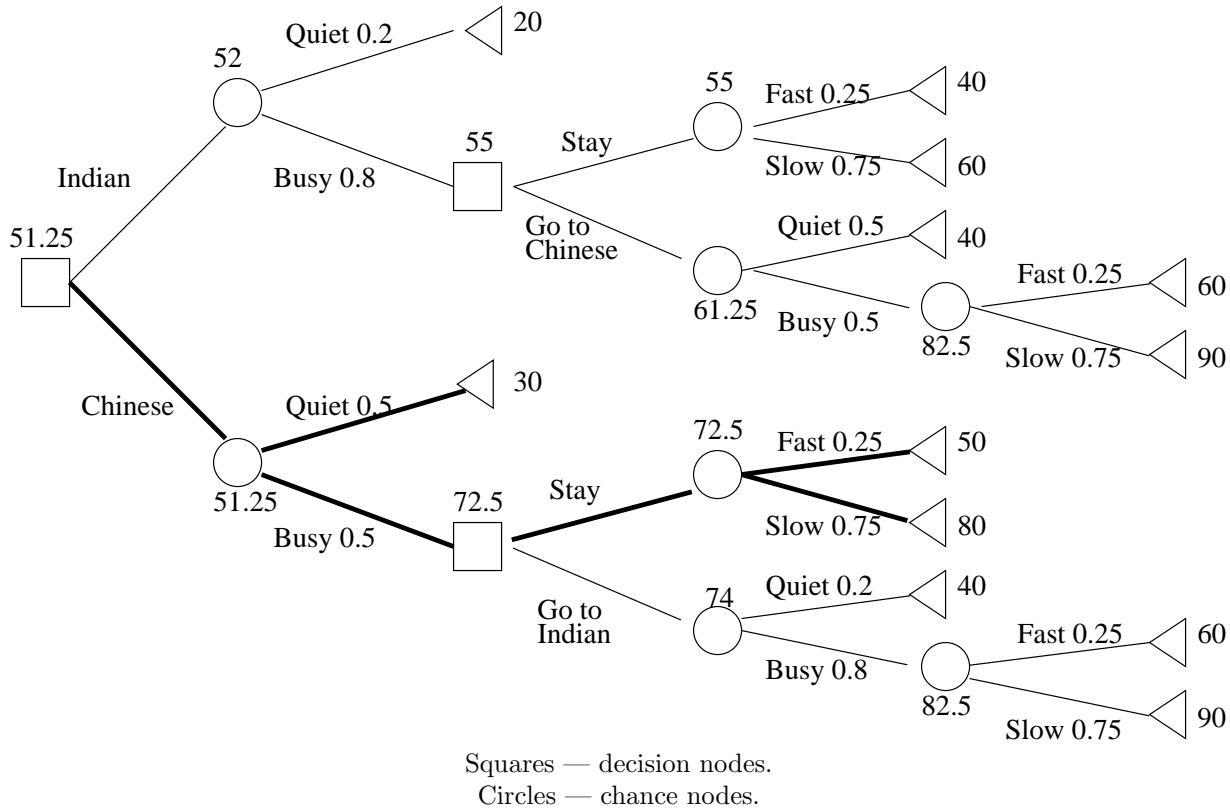 Quiet 0.2
20
52
55
Fast 0.25
40
Stay
55
Slow 0.75
60
Indian
Busy 0.8
Go to
Chinese
Quiet 0.5
40
51.25
Fast 0.25
60
61.25
Busy 0.5
82.5
Slow 0.75
90
Chinese
Quiet 0.5
30
72.5
Fast 0.25
50
51.25
72.5
Stay
Busy 0.5
Slow 0.75
80
Go to
Indian
74
Quiet 0.2
40
Fast 0.25
60
Busy 0.8
82.5
Slow 0.75
90
Squares — decision nodes.
Circles — chance nodes.